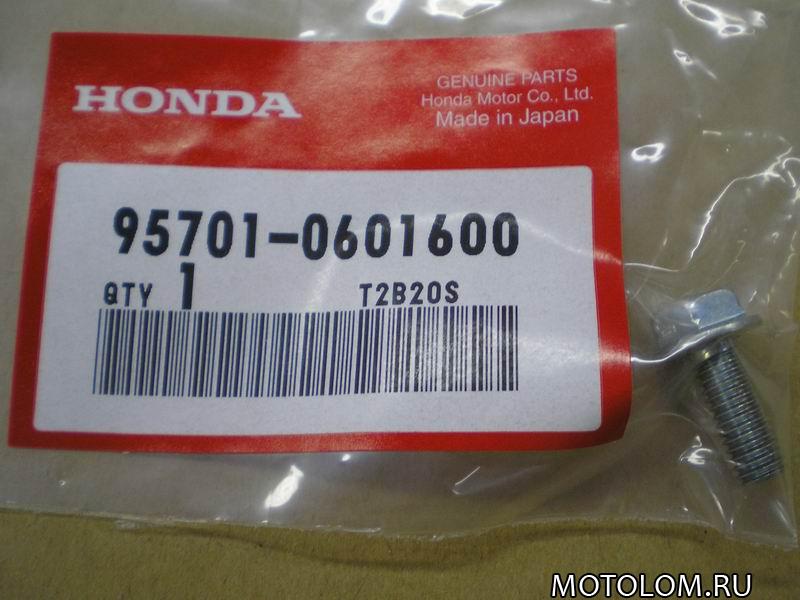 HONDA
GENUINE PARTS
Honda Motor Co., Ltd.
Made in Japan
95701-0601600
QTY 1 T2B20S
MOTOLOM.RU